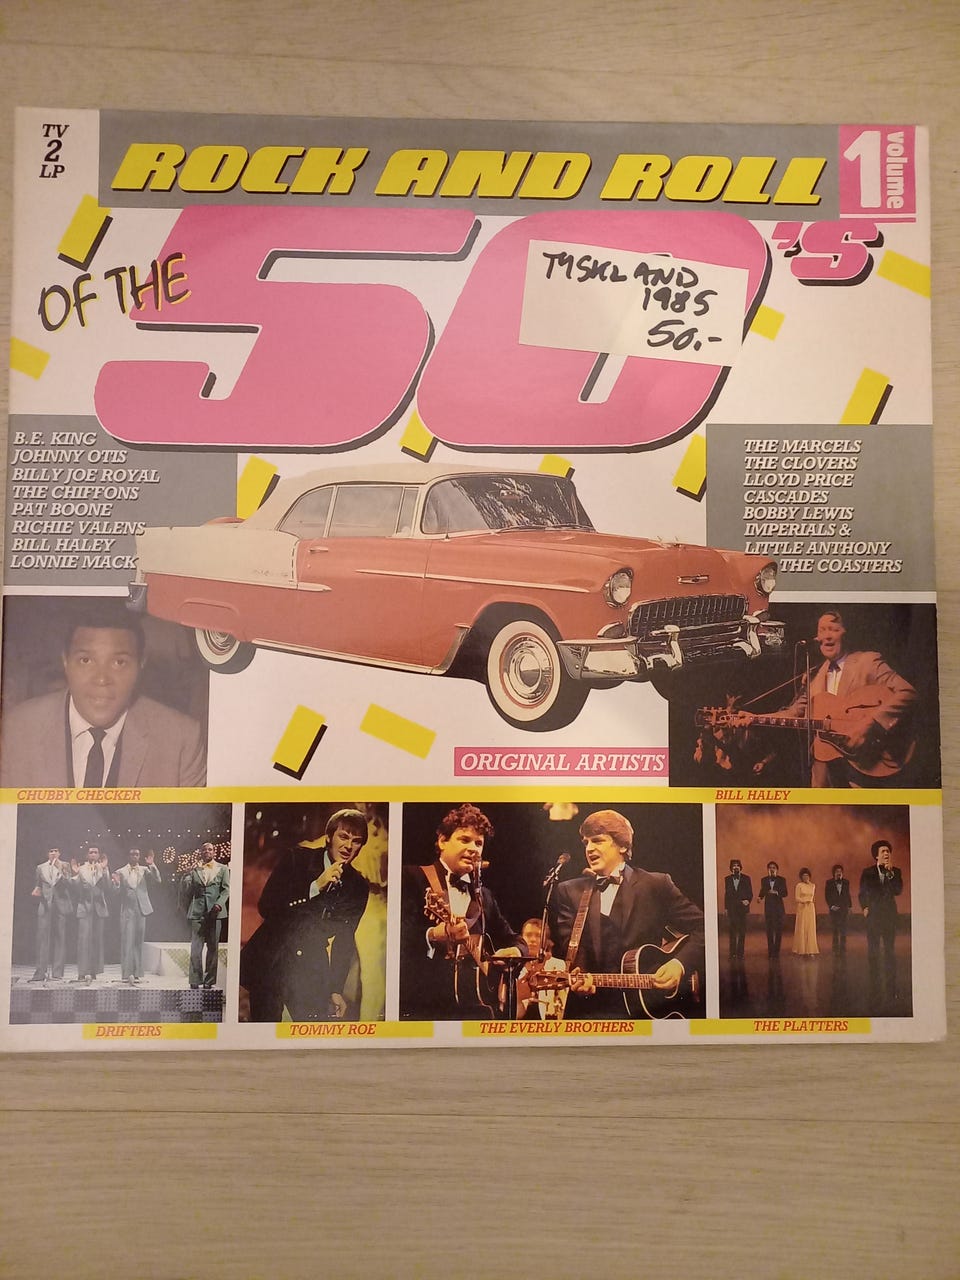 TV
2
LP
ROCK AND ROLL
1 volume
OF THE
50's
TYSKLAND
1985
50.-
B.E. KING
JOHNNY OTIS
BILLY JOE ROYAL
THE CHIFFONS
PAT BOONE
RICHIE VALENS
BILL HALEY
LONNIE MACK
THE MARCELS
THE CLOVERS
LLOYD PRICE
CASCADES
BOBBY LEWIS
IMPERIALS &
LITTLE ANTHONY
THE COASTERS
ORIGINAL ARTISTS
CHUBBY CHECKER
BILL HALEY
DRIFTERS
TOMMY ROE
THE EVERLY BROTHERS
THE PLATTERS